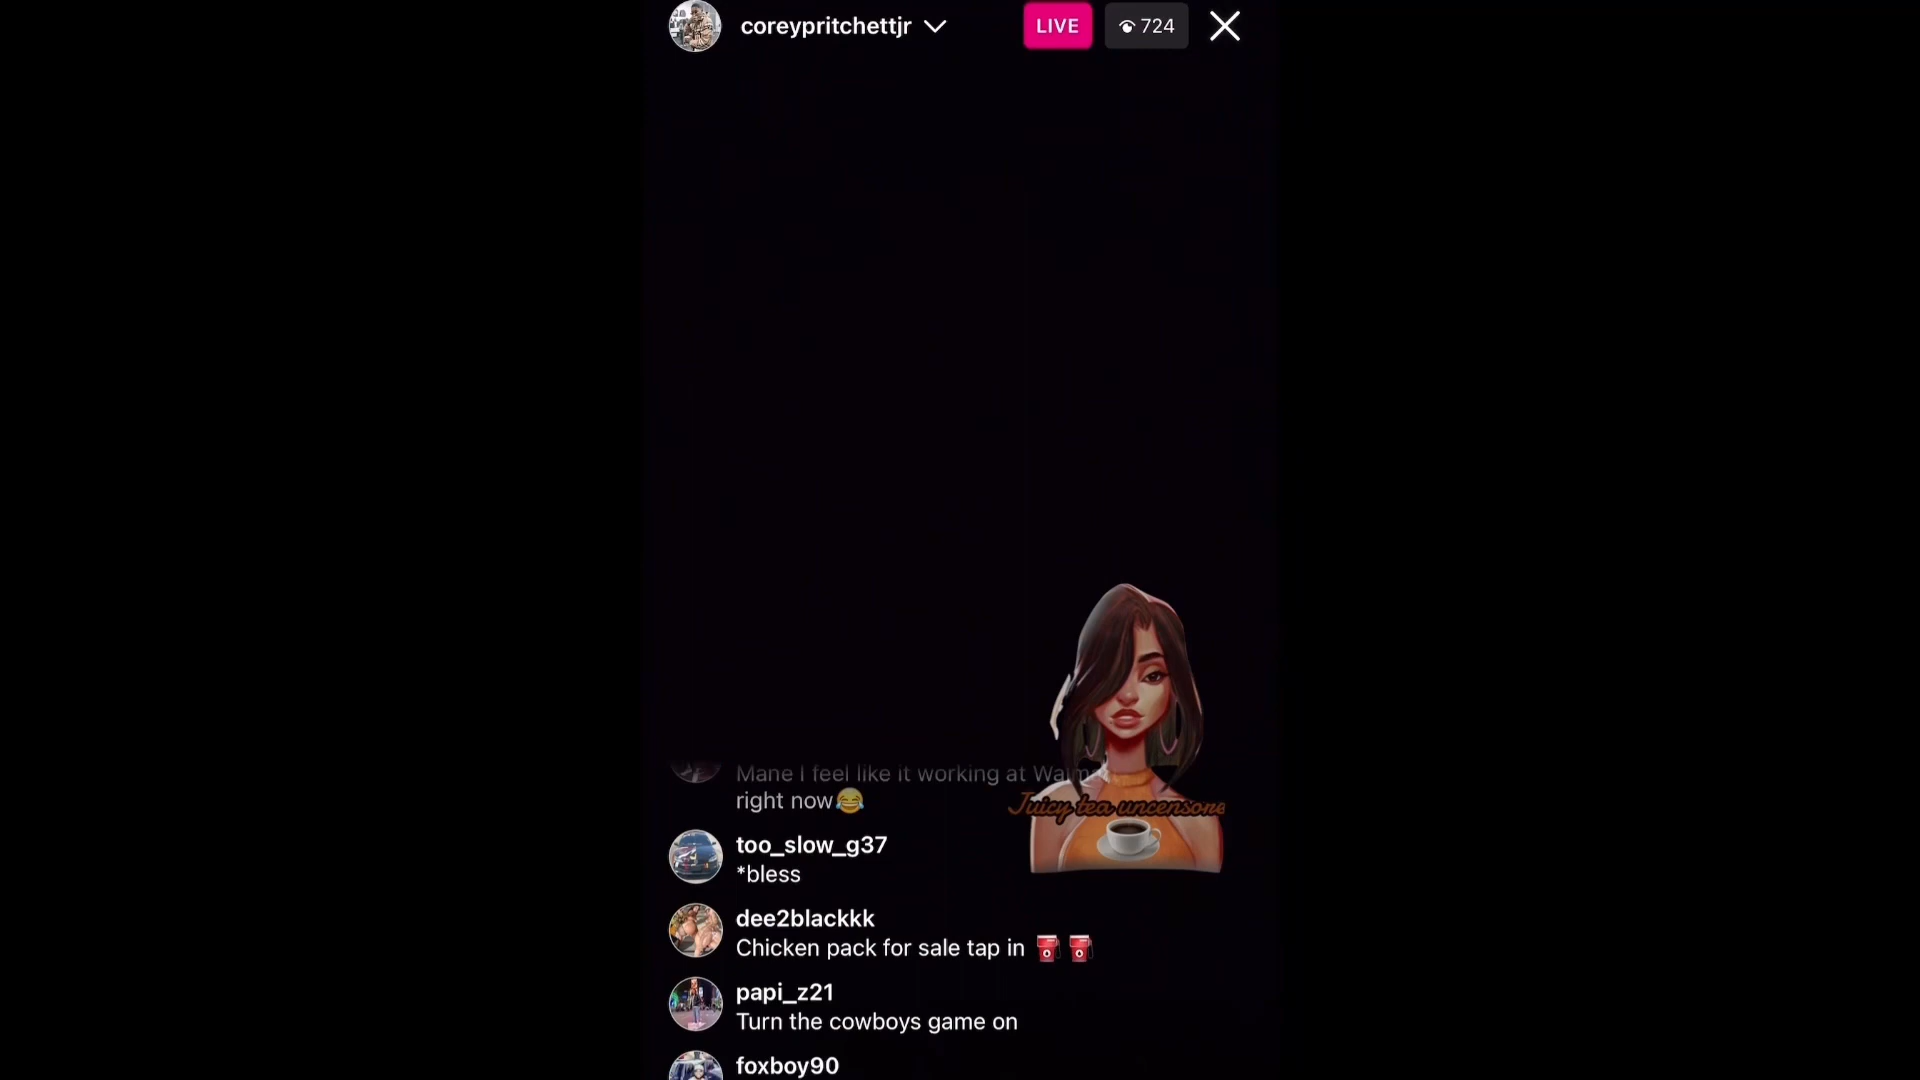 coreypritchettjr
LIVE
724
Mane I feel like it working at
right now😂
Juicy tea uncensore
too_slow_g37
*bless
dee2blackkk
Chicken pack for sale tap in ⛽⛽
papi_z21
Turn the cowboys game on
foxboy90